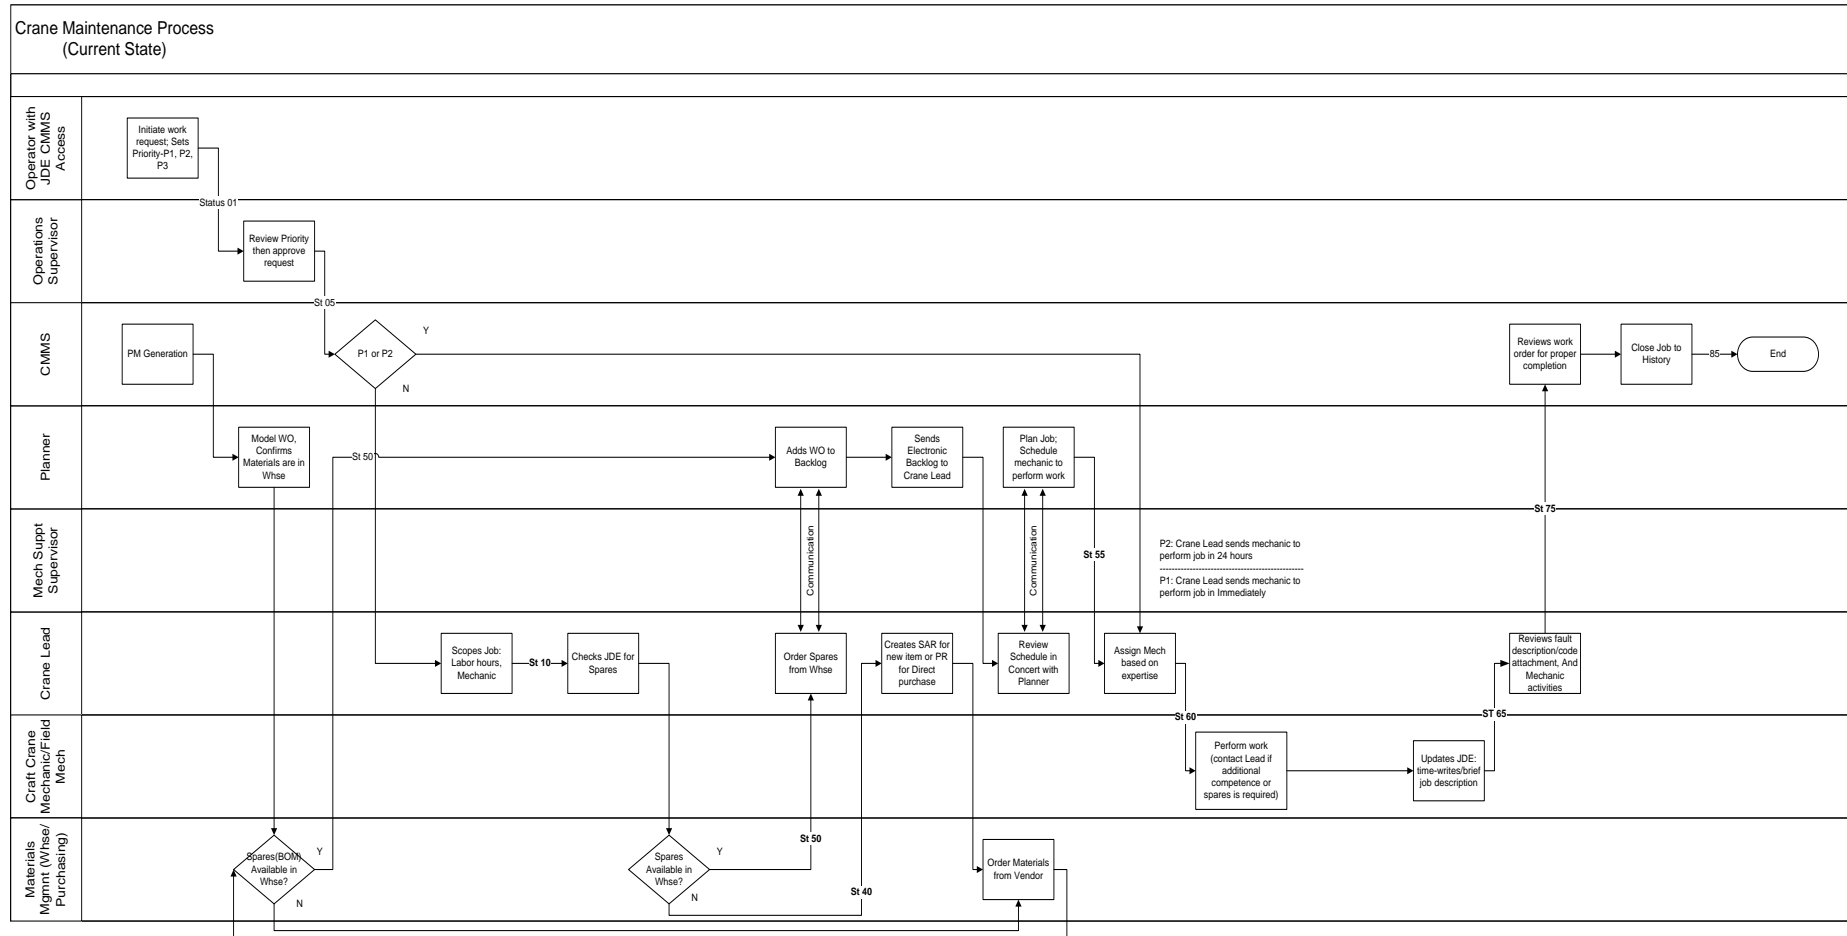 Crane Maintenance Process
(Current State)
Operator with
JDE CMMS
Access
Initiate work
request; Sets
Priority-P1, P2,
P3
Status 01
Operations
Supervisor
Review Priority
then approve
request
St 05
CMMS
PM Generation
P1 or P2
Y
N
Reviews work
order for proper
completion
Close Job to
History
85
End
Planner
Model WO,
Confirms
Materials are in
Whse
St 50
Adds WO to
Backlog
Sends
Electronic
Backlog to
Crane Lead
Plan Job;
Schedule
mechanic to
perform work
Mech Suppt
Supervisor
Communication
Communication
St 55
P2: Crane Lead sends mechanic to
perform job in 24 hours
P1: Crane Lead sends mechanic to
perform job in Immediately
St 75
Crane Lead
Scopes Job:
Labor hours,
Mechanic
St 10
Checks JDE for
Spares
Order Spares
from Whse
Creates SAR for
new item or PR
for Direct
purchase
Review
Schedule in
Concert with
Planner
Assign Mech
based on
expertise
Reviews fault
description/code
attachment, And
Mechanic
activities
St 60
ST 65
Craft Crane
Mechanic/Field
Mech
Perform work
(contact Lead if
additional
competence or
spares is required)
Updates JDE:
time-writes/brief
job description
Materials
Mgmnt (Whse/
Purchasing)
Spares(BOM)
Available in
Whse?
Y
N
Spares
Available in
Whse?
Y
N
St 50
St 40
Order Materials
from Vendor